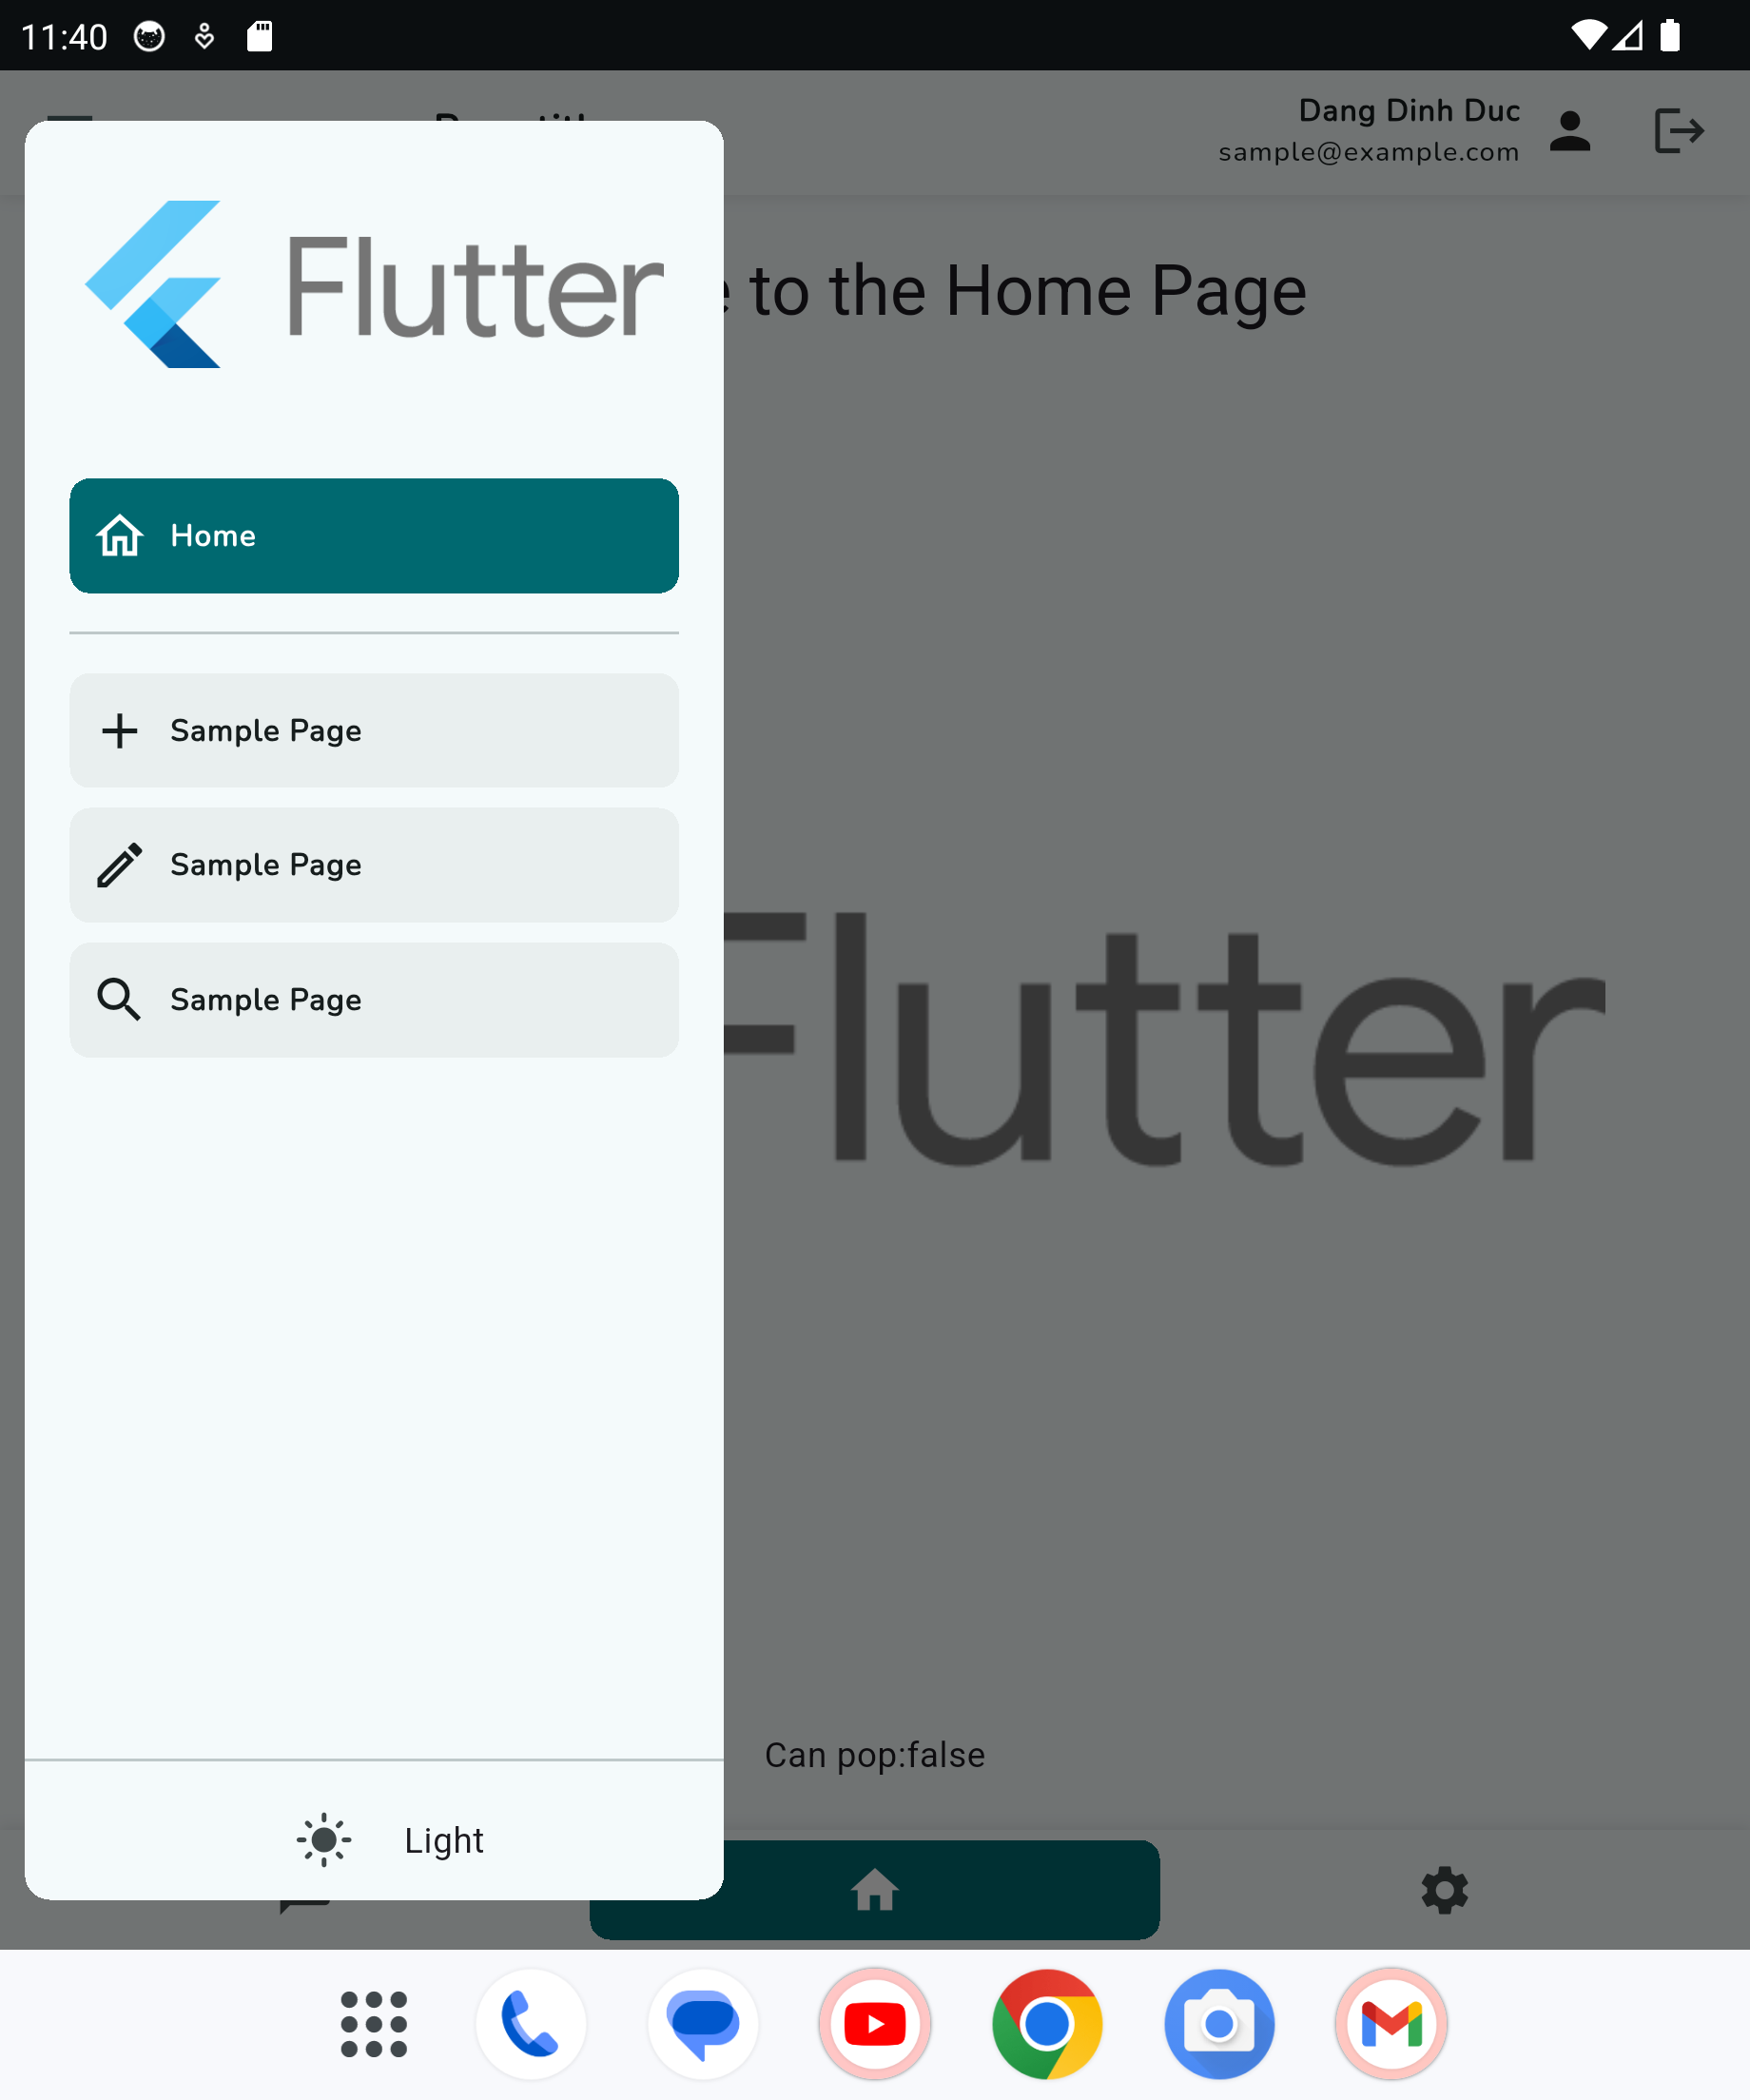 11:40
Dang Dinh Duc
sample@example.com
Flutter
to the Home Page
Home
Sample Page
Sample Page
Sample Page
Flutter
Can pop:false
Light